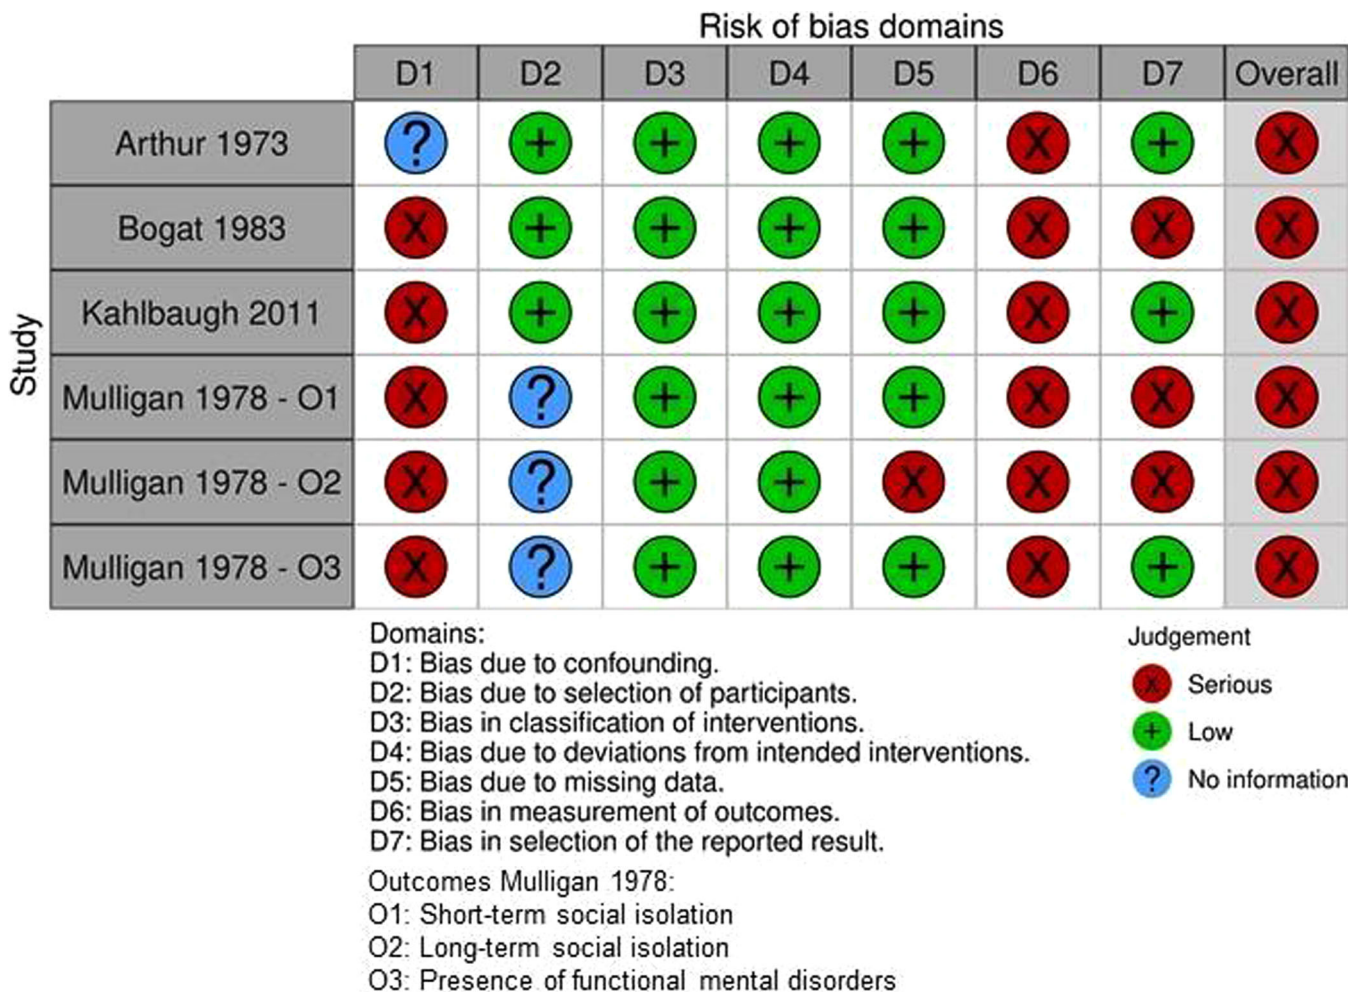 Risk of bias domains
D1 D2 D3 D4 D5 D6 D7 Overall
Study
Arthur 1973 ? + + + + X + X
Bogat 1983 X + + + + X X X
Kahlbaugh 2011 X + + + + X + X
Mulligan 1978 - O1 X ? + + + X X X
Mulligan 1978 - O2 X ? + + X X X X
Mulligan 1978 - O3 X ? + + + X + X
Domains:
D1: Bias due to confounding.
D2: Bias due to selection of participants.
D3: Bias in classification of interventions.
D4: Bias due to deviations from intended interventions.
D5: Bias due to missing data.
D6: Bias in measurement of outcomes.
D7: Bias in selection of the reported result.
Judgement
X Serious
+ Low
? No information
Outcomes Mulligan 1978:
O1: Short-term social isolation
O2: Long-term social isolation
O3: Presence of functional mental disorders